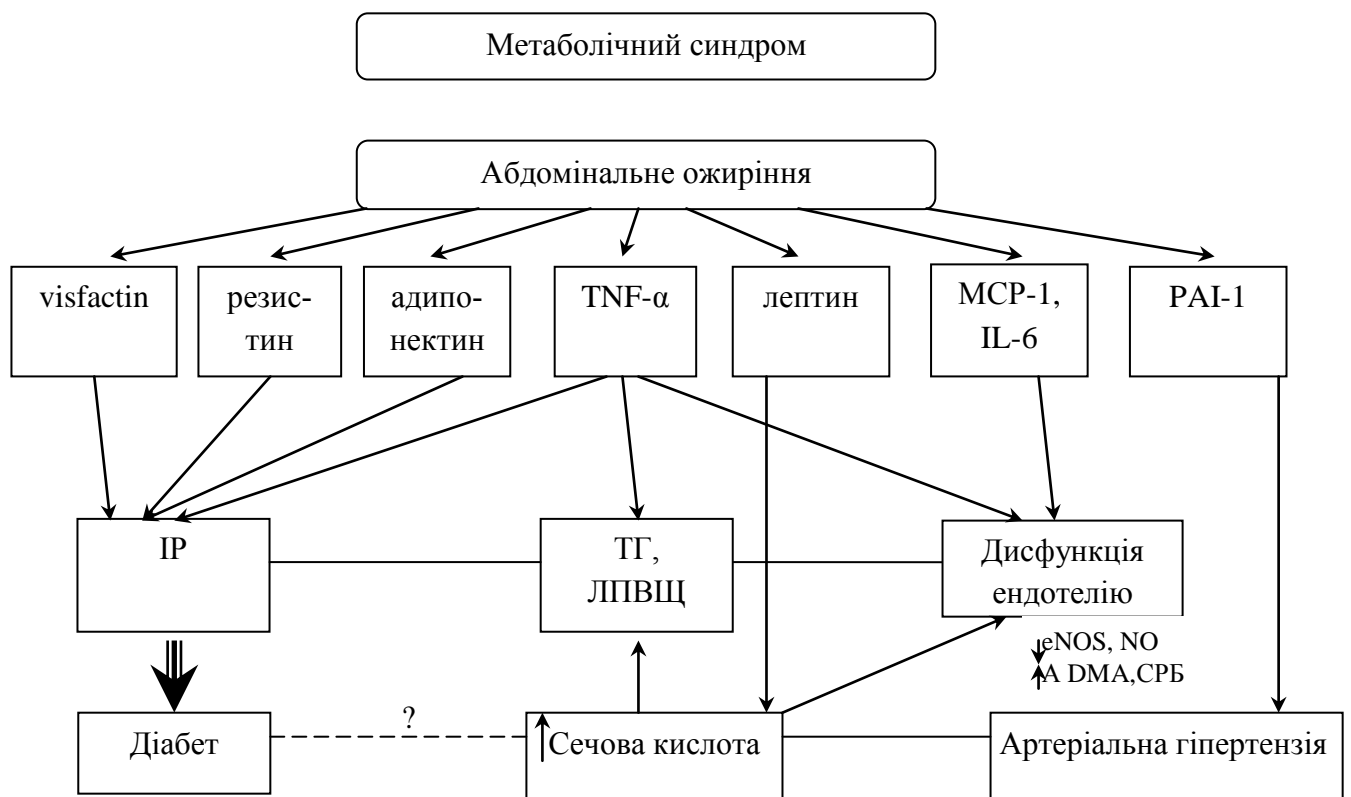 Метаболічний синдром
Абдомінальне ожиріння
visfactin
резис-
тин
адипо-
нектин
TNF-α
лептин
MCP-1,
IL-6
PAI-1
ІР
ТГ,
ЛПВЩ
Дисфункція
ендотелію
↓eNOS, NO
↑A DMA,СРБ
Діабет
?
↑Сечова кислота
Артеріальна гіпертензія